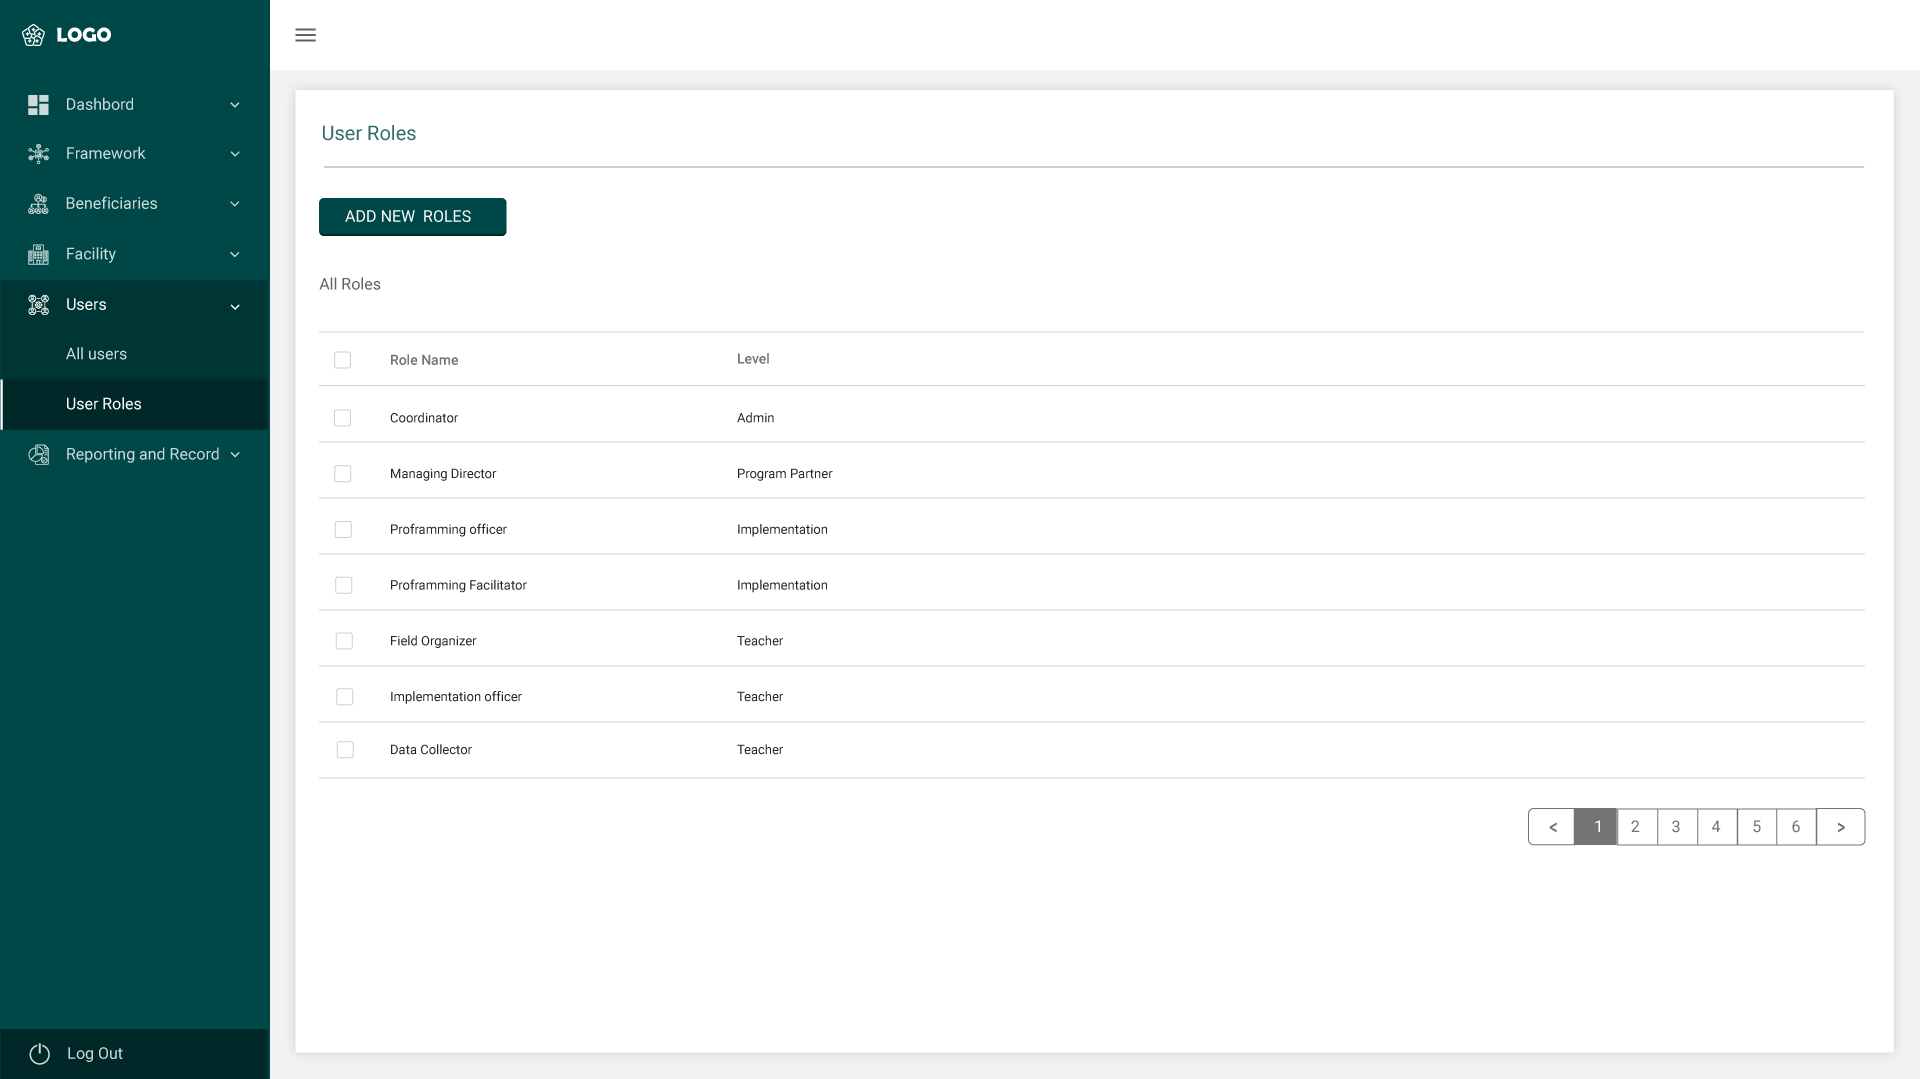 LOGO
Dashbord
Framework
Beneficiaries
Facility
Users
All users
User Roles
Reporting and Record
Log Out
User Roles
ADD NEW ROLES
All Roles
Role Name Level
Coordinator Admin
Managing Director Program Partner
Proframming officer Implementation
Proframming Facilitator Implementation
Field Organizer Teacher
Implementation officer Teacher
Data Collector Teacher
< 1 2 3 4 5 6 >